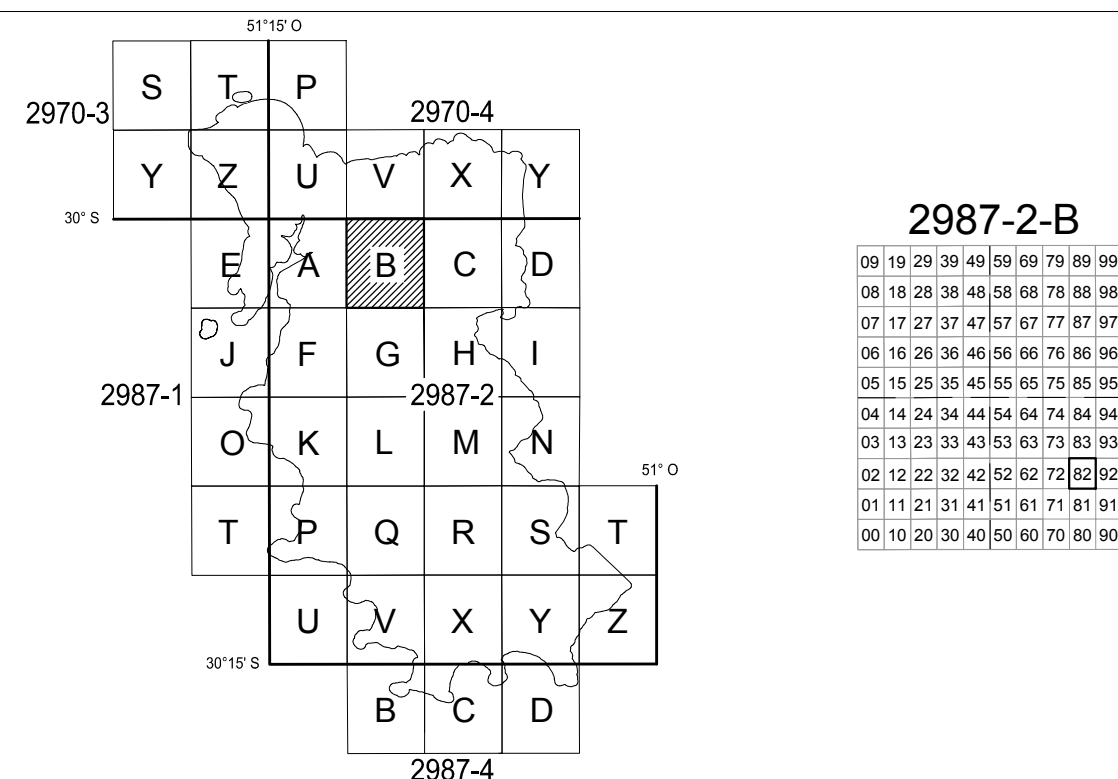 51°15' O
S T P
2970-3
2970-4
Y Z U V X Y
30° S
E A B C D
J F G H I
2987-1
2987-2
O K L M N
51° O
T P Q R S T
U V X Y Z
30°15' S
B C D
2987-4
2987-2-B
09 19 29 39 49 59 69 79 89 99
08 18 28 38 48 58 68 78 88 98
07 17 27 37 47 57 67 77 87 97
06 16 26 36 46 56 66 76 86 96
05 15 25 35 45 55 65 75 85 95
04 14 24 34 44 54 64 74 84 94
03 13 23 33 43 53 63 73 83 93
02 12 22 32 42 52 62 72 82 92
01 11 21 31 41 51 61 71 81 91
00 10 20 30 40 50 60 70 80 90